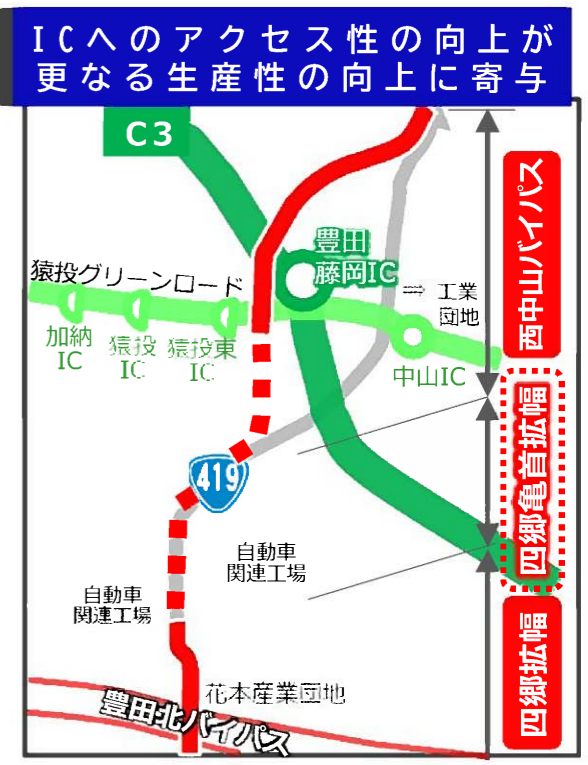 ICへのアクセス性の向上が
更なる生産性の向上に寄与
C3
豊田
藤岡IC
猿投グリーンロード
⇒ 工業
団地
加納
IC
猿投
IC
猿投東
IC
中山IC
西中山バイパス
四郷亀首拡幅
419
自動車
関連工場
自動車
関連工場
四郷拡幅
花本産業団地
豊田北バイパス